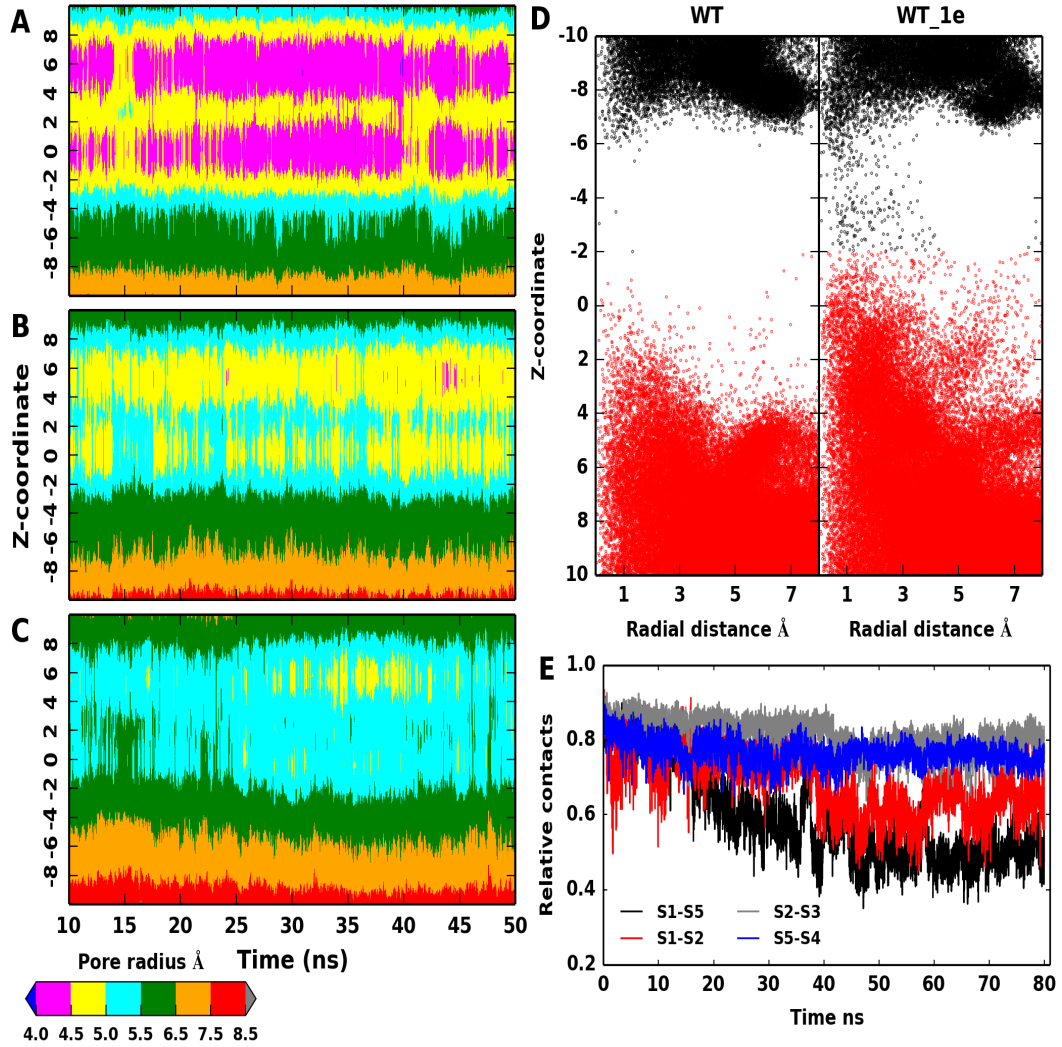 A
8
6
4
2
0
-2
-4
-6
-8
B
8
6
4
2
0
-2
-4
-6
-8
Z-coordinate
C
8
6
4
2
0
-2
-4
-6
-8
10 15 20 25 30 35 40 45 50
Pore radius Å Time (ns)
4.0 4.5 5.0 5.5 6.5 7.5 8.5
D WT WT_1e
-10
-8
-6
-4
-2
0
2
4
6
8
10
Z-coordinate
1 3 5 7 1 3 5 7
Radial distance Å Radial distance Å
E
1.0
0.8
0.6
0.4
0.2
Relative contacts
S1-S5 S2-S3
S1-S2 S5-S4
0 10 20 30 40 50 60 70 80
Time ns